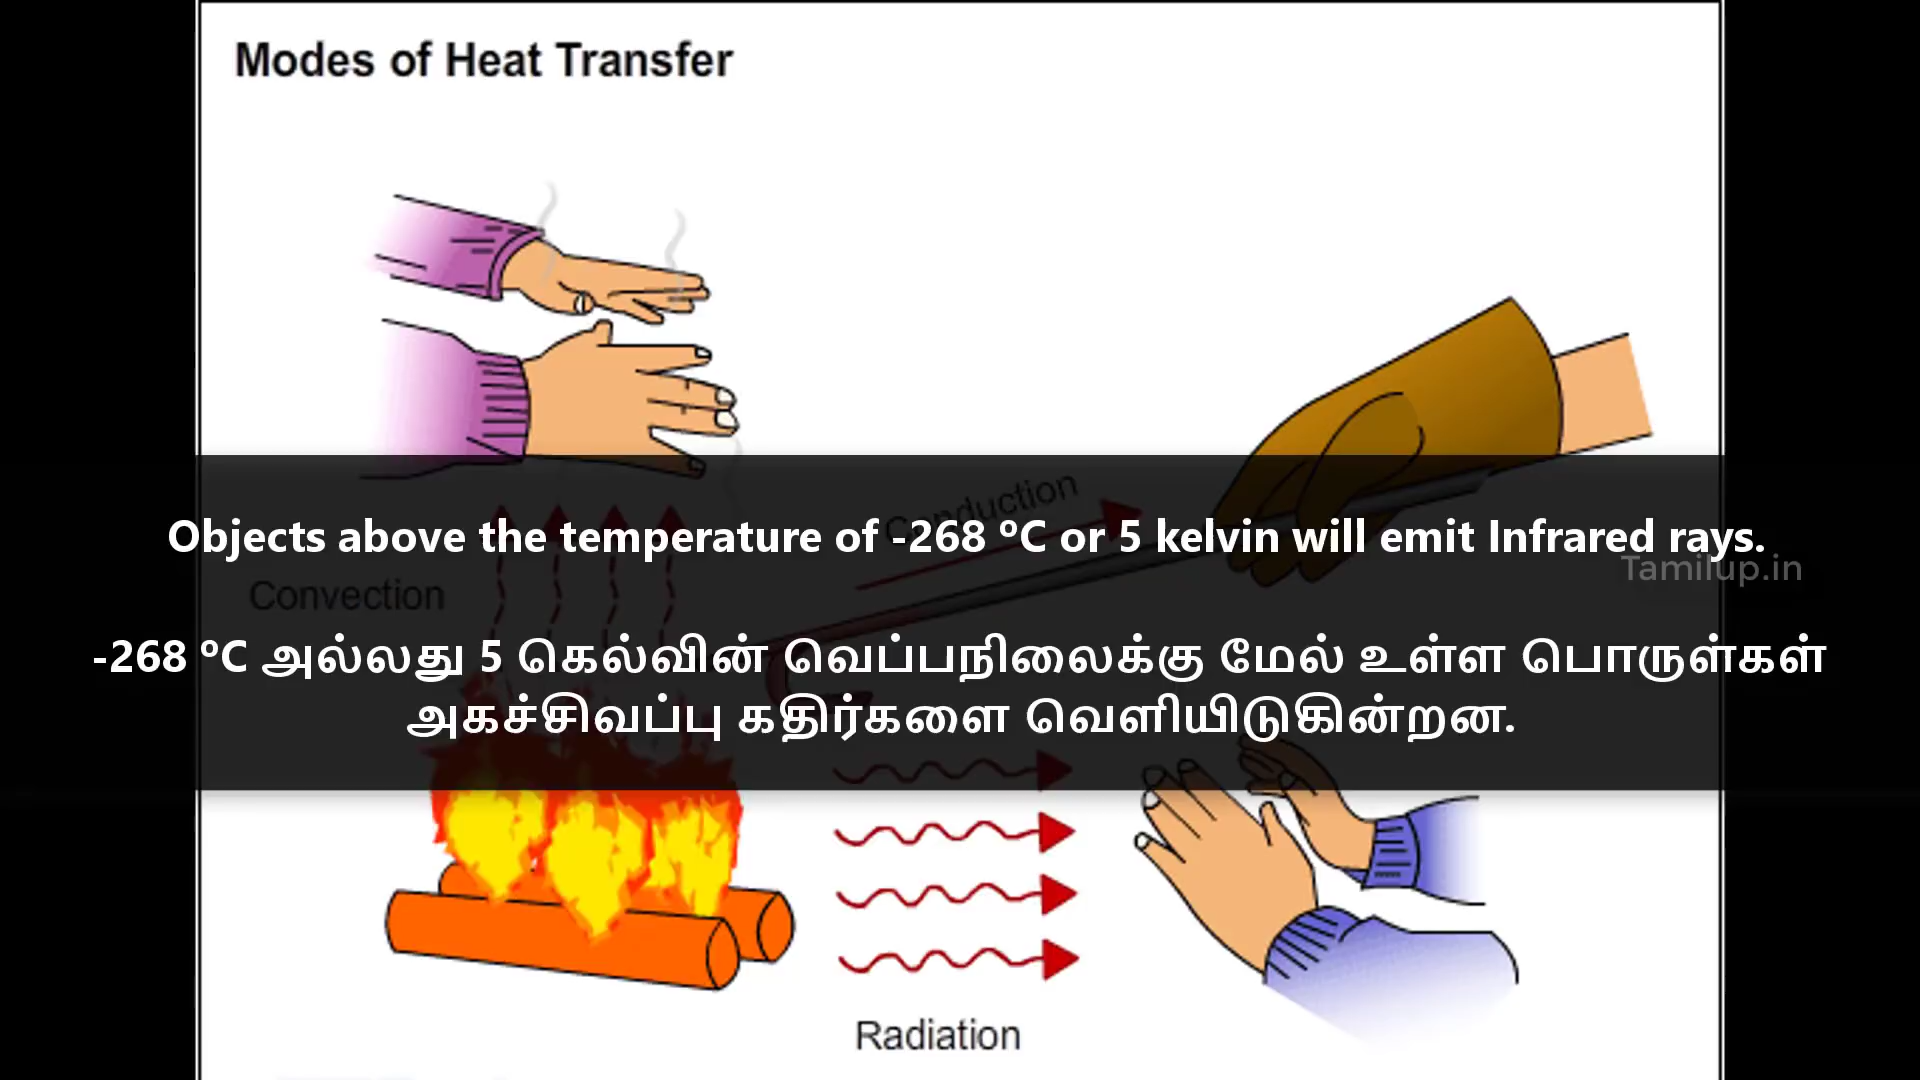 Modes of Heat Transfer
Conduction
Objects above the temperature of -268 ºC or 5 kelvin will emit Infrared rays.
Tamilup.in
Convection
-268 ºC அல்லது 5 கெல்வின் வெப்பநிலைக்கு மேல் உள்ள பொருள்கள்
அகச்சிவப்பு கதிர்களை வெளியிடுகின்றன.
Radiation